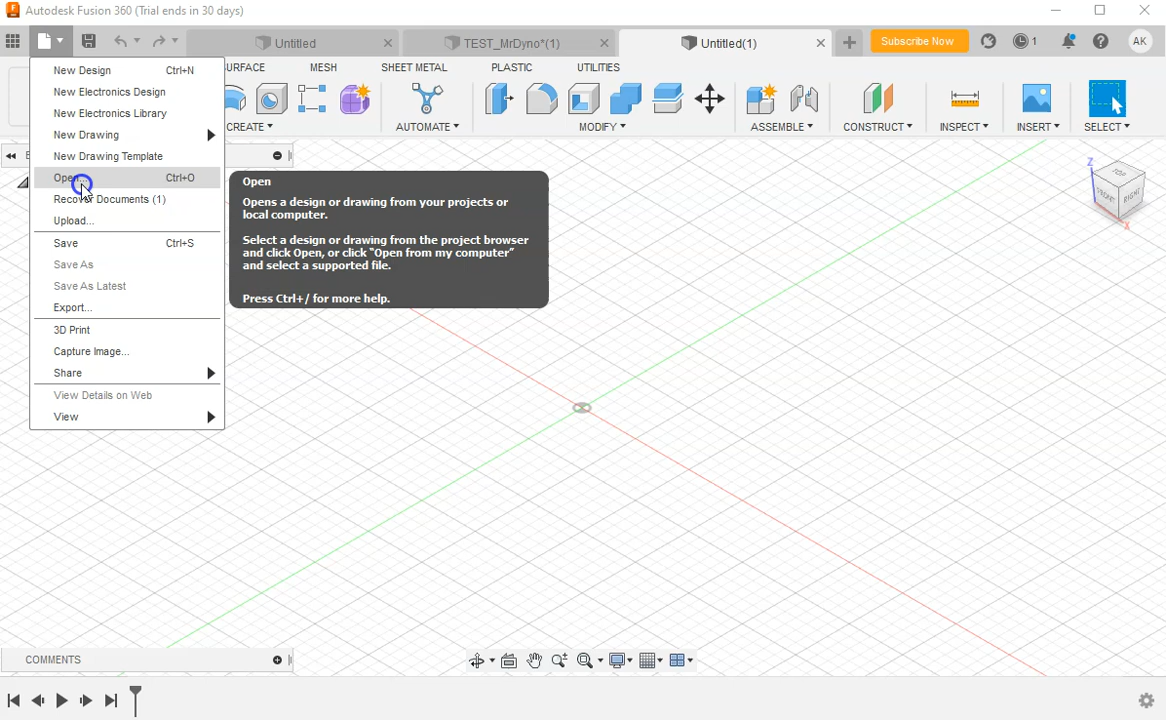 Autodesk Fusion 360 (Trial ends in 30 days)
Untitled
TEST_MrDyno*(1)
Untitled(1)
Subscribe Now
1
AK
URFACE
MESH
SHEET METAL
PLASTIC
UTILITIES
CREATE
AUTOMATE
MODIFY
ASSEMBLE
CONSTRUCT
INSPECT
INSERT
SELECT
New Design Ctrl+N
New Electronics Design
New Electronics Library
New Drawing
New Drawing Template
Open... Ctrl+O
Recover Documents (1)
Upload...
Save Ctrl+S
Save As
Save As Latest
Export...
3D Print
Capture Image...
Share
View Details on Web
View
Open
Opens a design or drawing from your projects or
local computer.
Select a design or drawing from the project browser
and click Open, or click “Open from my computer”
and select a supported file.
Press Ctrl+/ for more help.
Z
TOP
RIGHT
X
COMMENTS